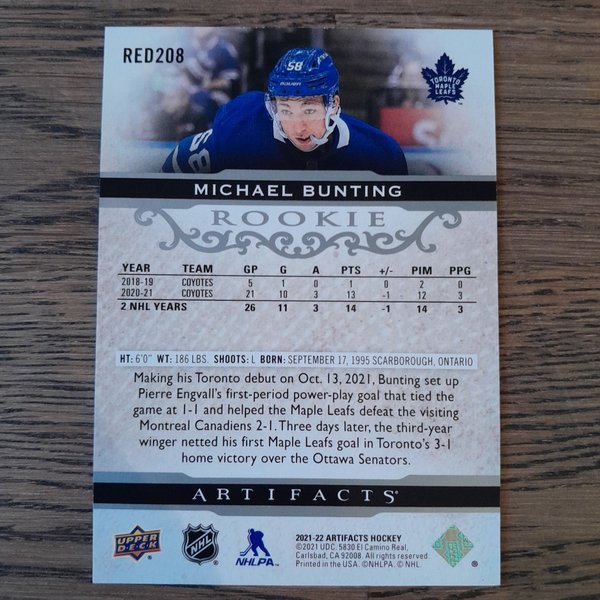 RED208
58
BAUER
58
TORONTO
MAPLE
LEAFS
MICHAEL BUNTING
ROOKIE
YEAR TEAM GP G A PTS +/- PIM PPG
2018-19 COYOTES 5 1 0 1 0 2 0
2020-21 COYOTES 21 10 3 13 -1 12 3
2 NHL YEARS 26 11 3 14 -1 14 3
HT: 6'0" WT: 186 LBS. SHOOTS: L BORN: SEPTEMBER 17, 1995 SCARBOROUGH, ONTARIO
Making his Toronto debut on Oct. 13, 2021, Bunting set up
Pierre Engvall's first-period power-play goal that tied the
game at 1-1 and helped the Maple Leafs defeat the visiting
Montreal Canadiens 2-1. Three days later, the third-year
winger netted his first Maple Leafs goal in Toronto's 3-1
home victory over the Ottawa Senators.
ARTIFACTS®
UPPER
DECK
NHL
NHLPA
2021-22 ARTIFACTS HOCKEY
©2021 UDC. 5830 El Camino Real,
Carlsbad, CA 92008. All rights reserved.
Printed in the USA. ©NHLPA. © NHL.